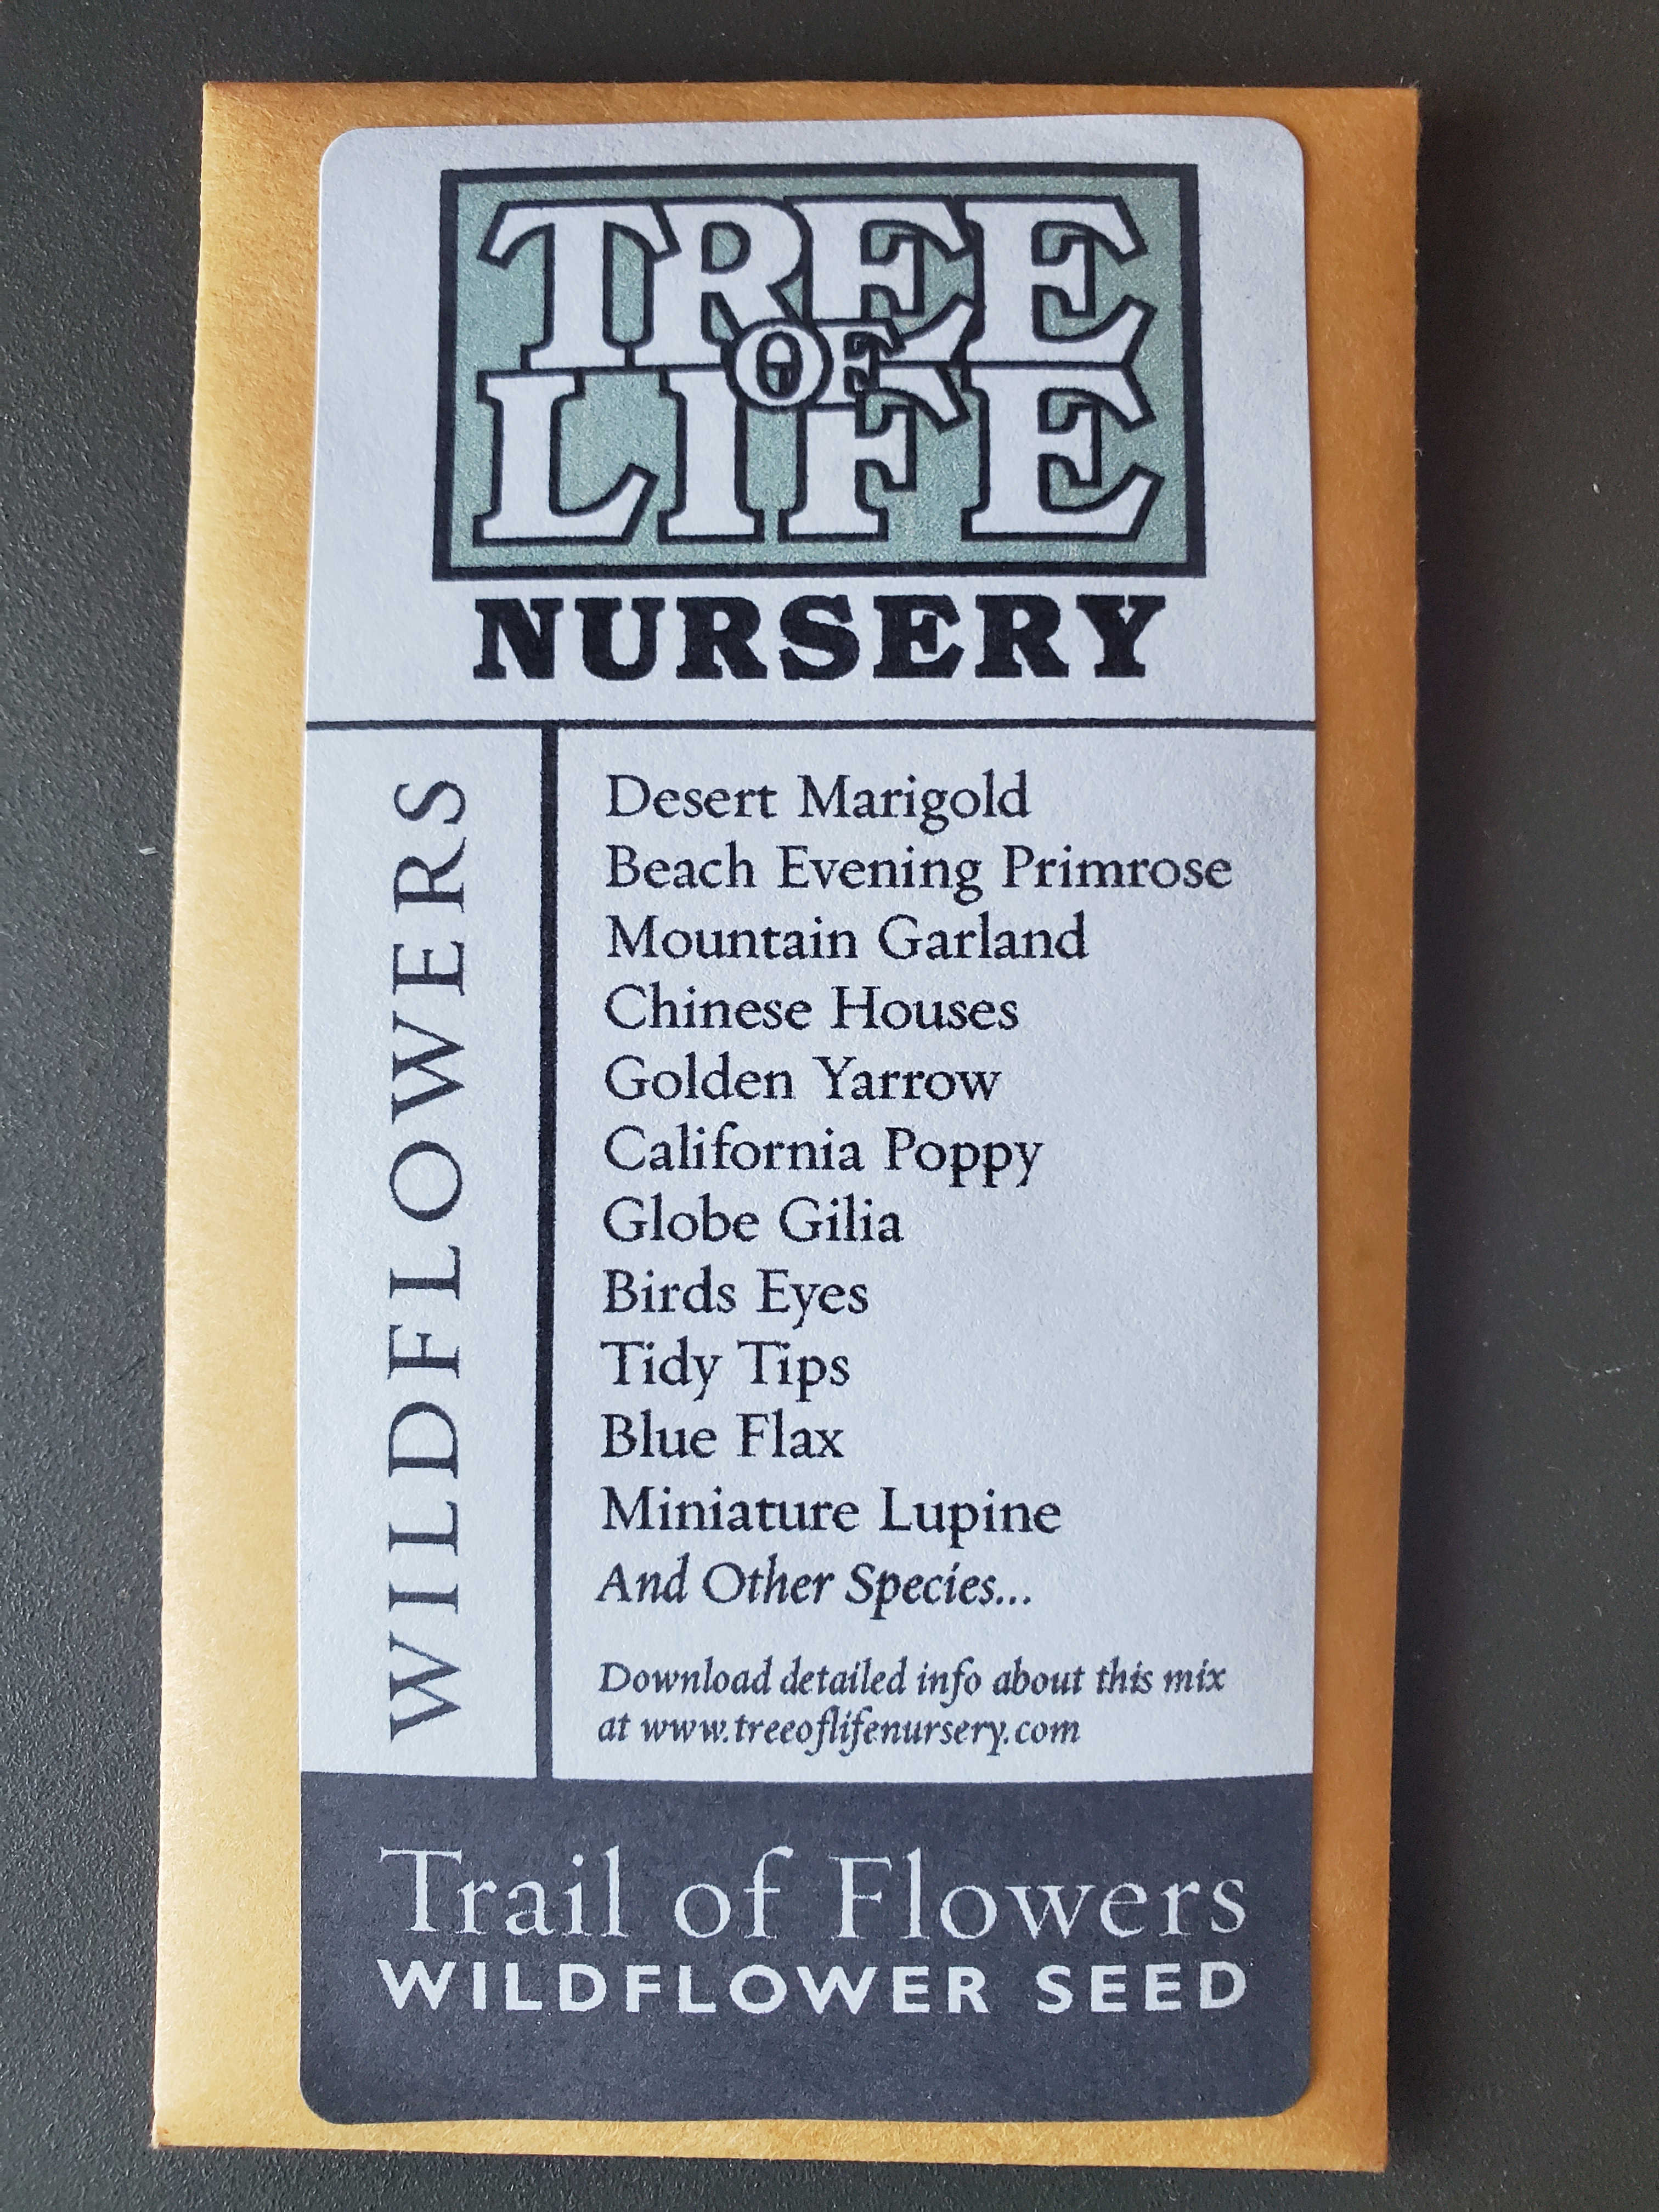 TREE
OF
LIFE
NURSERY
WILDFLOWERS
Desert Marigold
Beach Evening Primrose
Mountain Garland
Chinese Houses
Golden Yarrow
California Poppy
Globe Gilia
Birds Eyes
Tidy Tips
Blue Flax
Miniature Lupine
And Other Species...
Download detailed info about this mix
at www.treeoflifenursery.com
Trail of Flowers
WILDFLOWER SEED